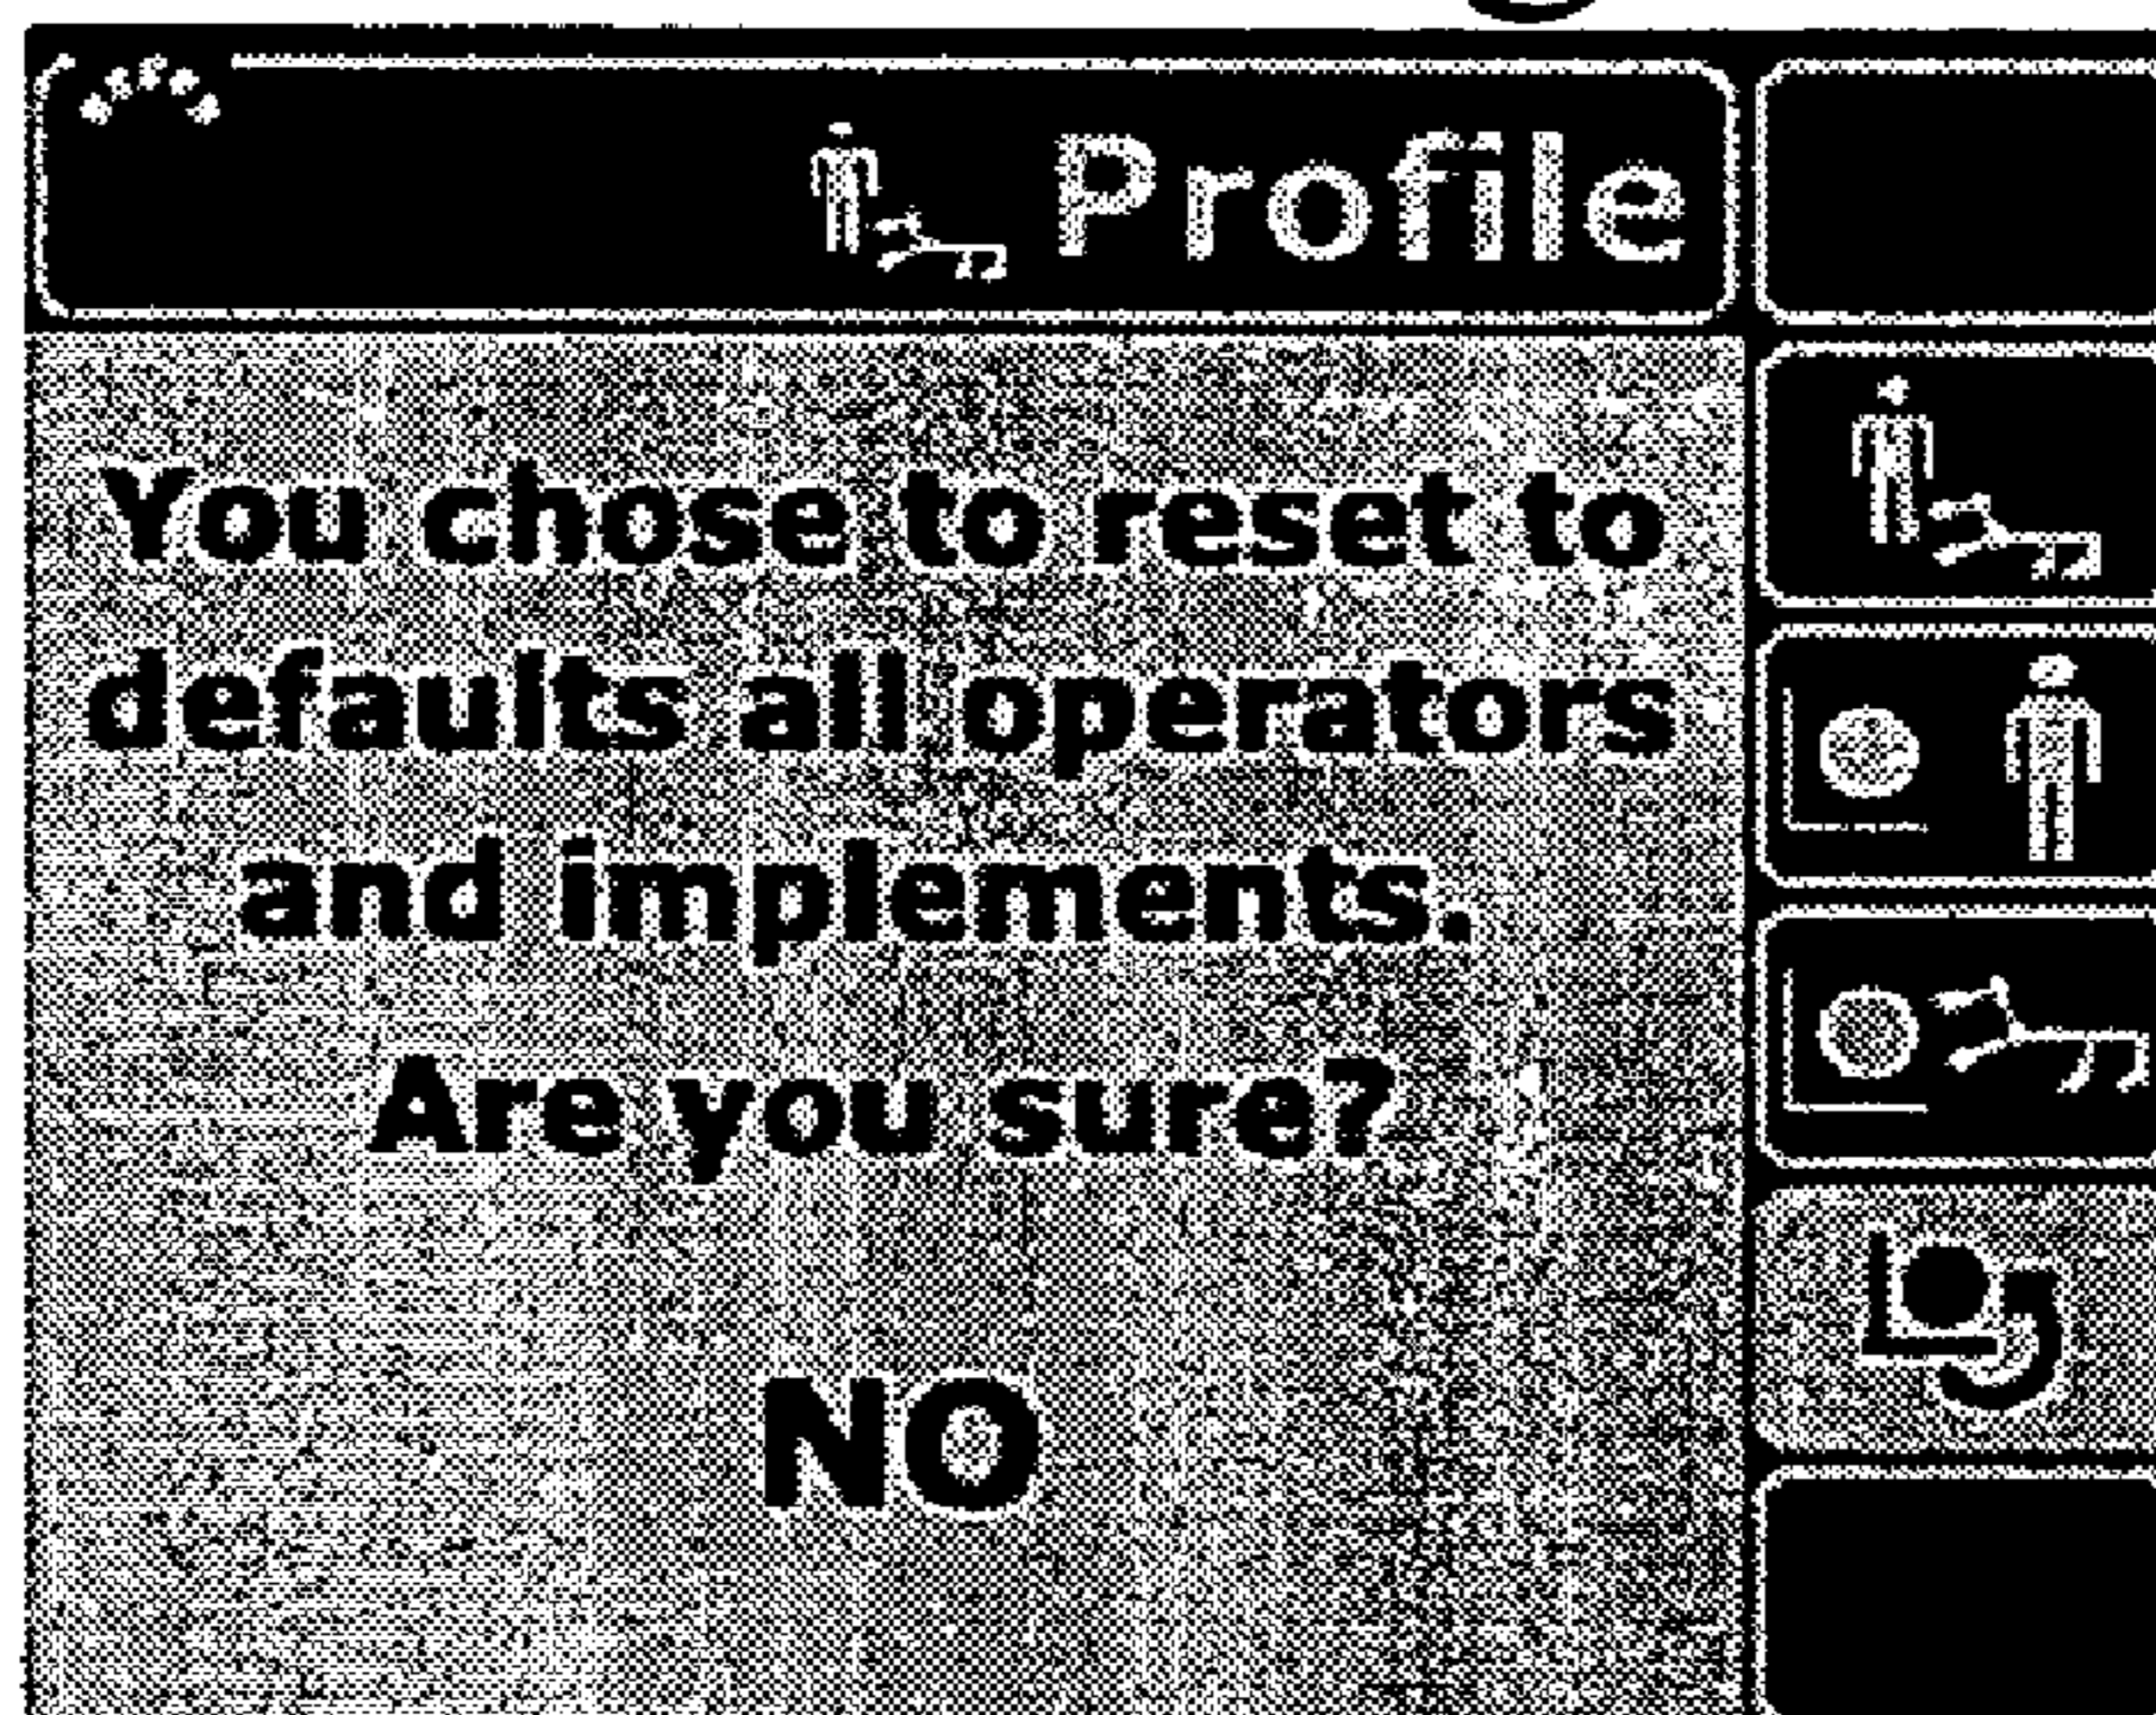 Profile
You chose to reset to
defaults all operators
and implements.
Are you sure?
NO